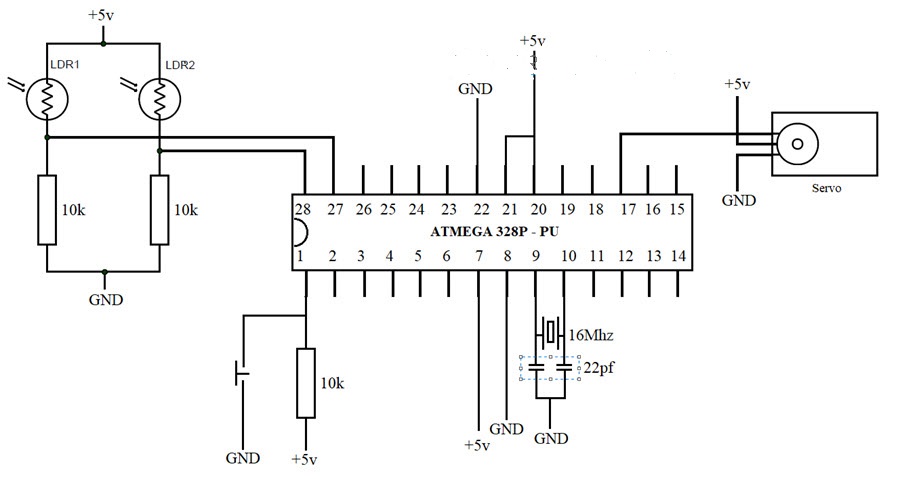 +5v
LDR1
LDR2
10k
10k
GND
+5v
GND
+5v
GND
Servo
28 27 26 25 24 23 22 21 20 19 18 17 16 15
ATMEGA 328P - PU
1 2 3 4 5 6 7 8 9 10 11 12 13 14
10k
GND
+5v
16Mhz
22pf
+5v
GND
GND